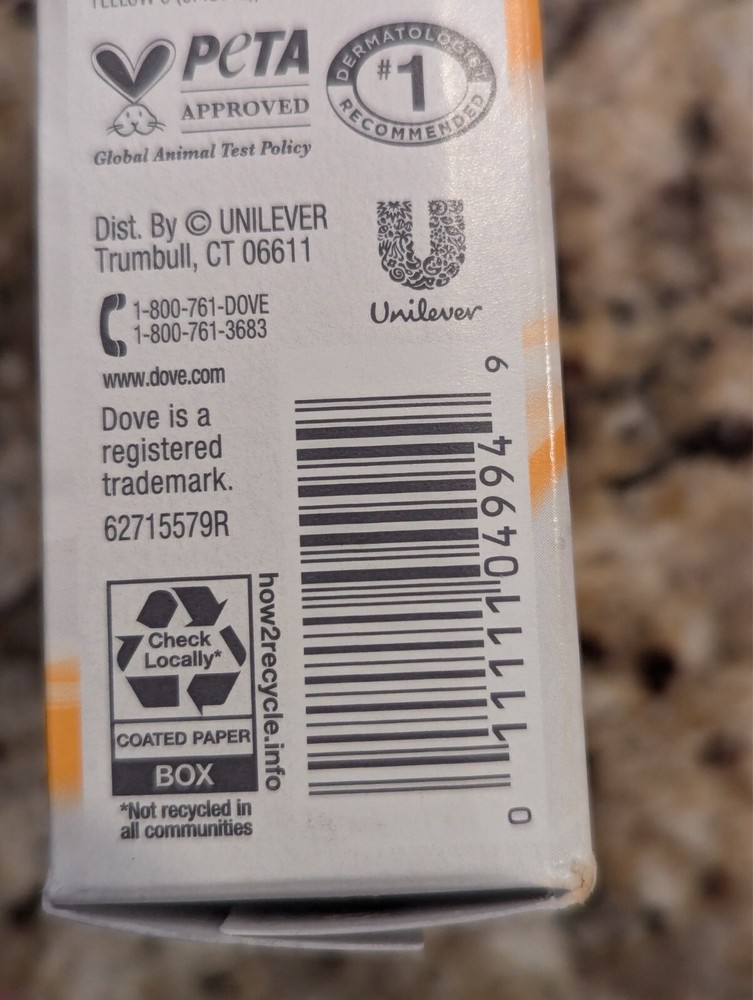 PETA
APPROVED
Global Animal Test Policy
DERMATOLOGIST
#1
RECOMMENDED
Dist. By © UNILEVER
Trumbull, CT 06611
Unilever
1-800-761-DOVE
1-800-761-3683
www.dove.com
Dove is a
registered
trademark.
62715579R
Check
Locally*
COATED PAPER
BOX
how2recycle.info
*Not recycled in
all communities
0 11111 04994 9